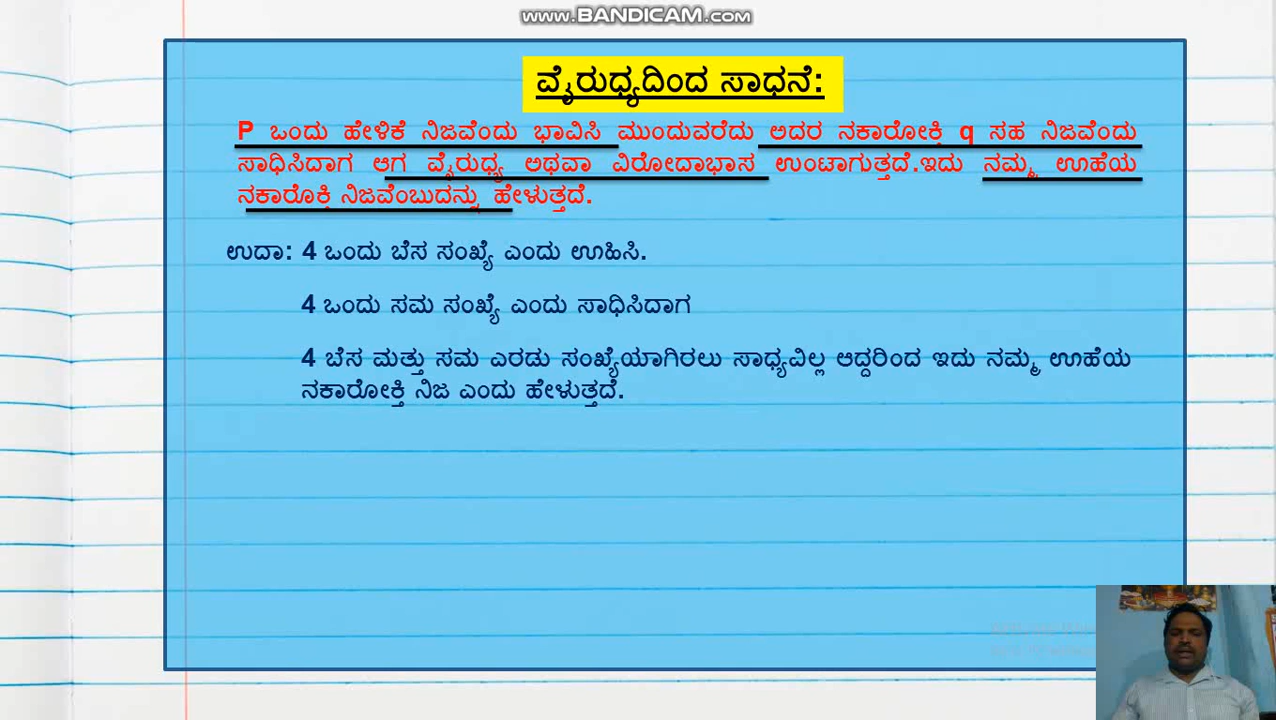 www.BANDICAM.com
ವೈರುಧ್ಯದಿಂದ ಸಾಧನೆ:
P ಒಂದು ಹೇಳಿಕೆ ನಿಜವೆಂದು ಭಾವಿಸಿ ಮುಂದುವರೆದು ಅದರ ನಕಾರೋಕ್ತಿ q ಸಹ ನಿಜವೆಂದು
ಸಾಧಿಸಿದಾಗ ಆಗ ವೈರುಧ್ಯ ಅಥವಾ ವಿರೋದಾಭಾಸ ಉಂಟಾಗುತ್ತದೆ.ಇದು ನಮ್ಮ ಊಹೆಯ
ನಕಾರೊಕ್ತಿ ನಿಜವೆಂಬುದನ್ನು ಹೇಳುತ್ತದೆ.
ಉದಾ: 4 ಒಂದು ಬೆಸ ಸಂಖ್ಯೆ ಎಂದು ಊಹಿಸಿ.
4 ಒಂದು ಸಮ ಸಂಖ್ಯೆ ಎಂದು ಸಾಧಿಸಿದಾಗ
4 ಬೆಸ ಮತ್ತು ಸಮ ಎರಡು ಸಂಖ್ಯೆಯಾಗಿರಲು ಸಾಧ್ಯವಿಲ್ಲ ಆದ್ದರಿಂದ ಇದು ನಮ್ಮ ಊಹೆಯ
ನಕಾರೋಕ್ತಿ ನಿಜ ಎಂದು ಹೇಳುತ್ತದೆ.